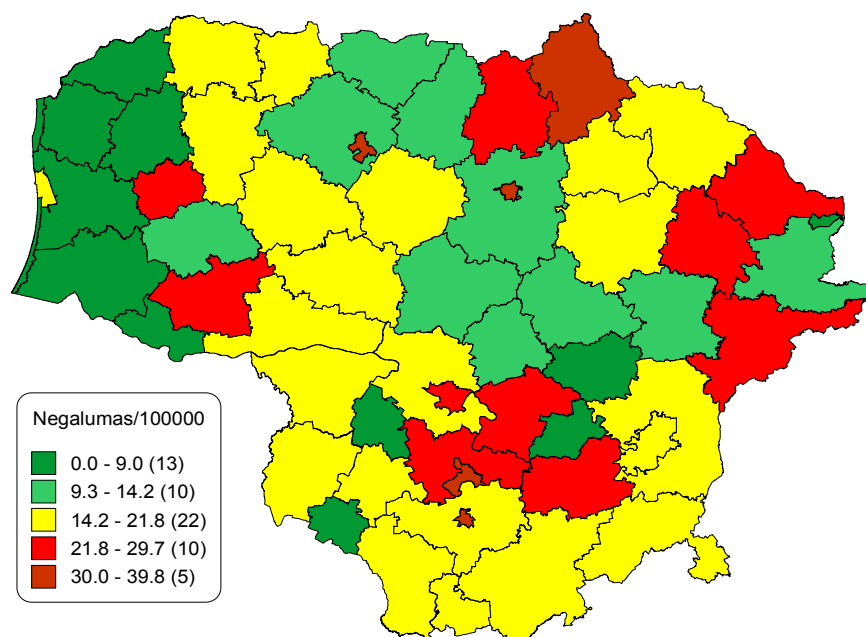 Negalumas/100000
0.0 - 9.0 (13)
9.3 - 14.2 (10)
14.2 - 21.8 (22)
21.8 - 29.7 (10)
30.0 - 39.8 (5)